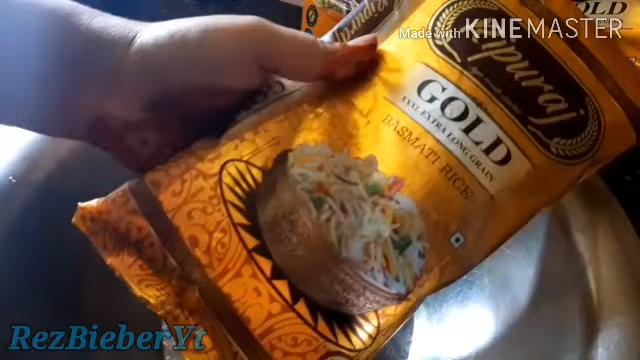 Made with KINEMASTER
GOLD
XXXL EXTRA LONG GRAIN
BASMATI RICE
RezBieberYt